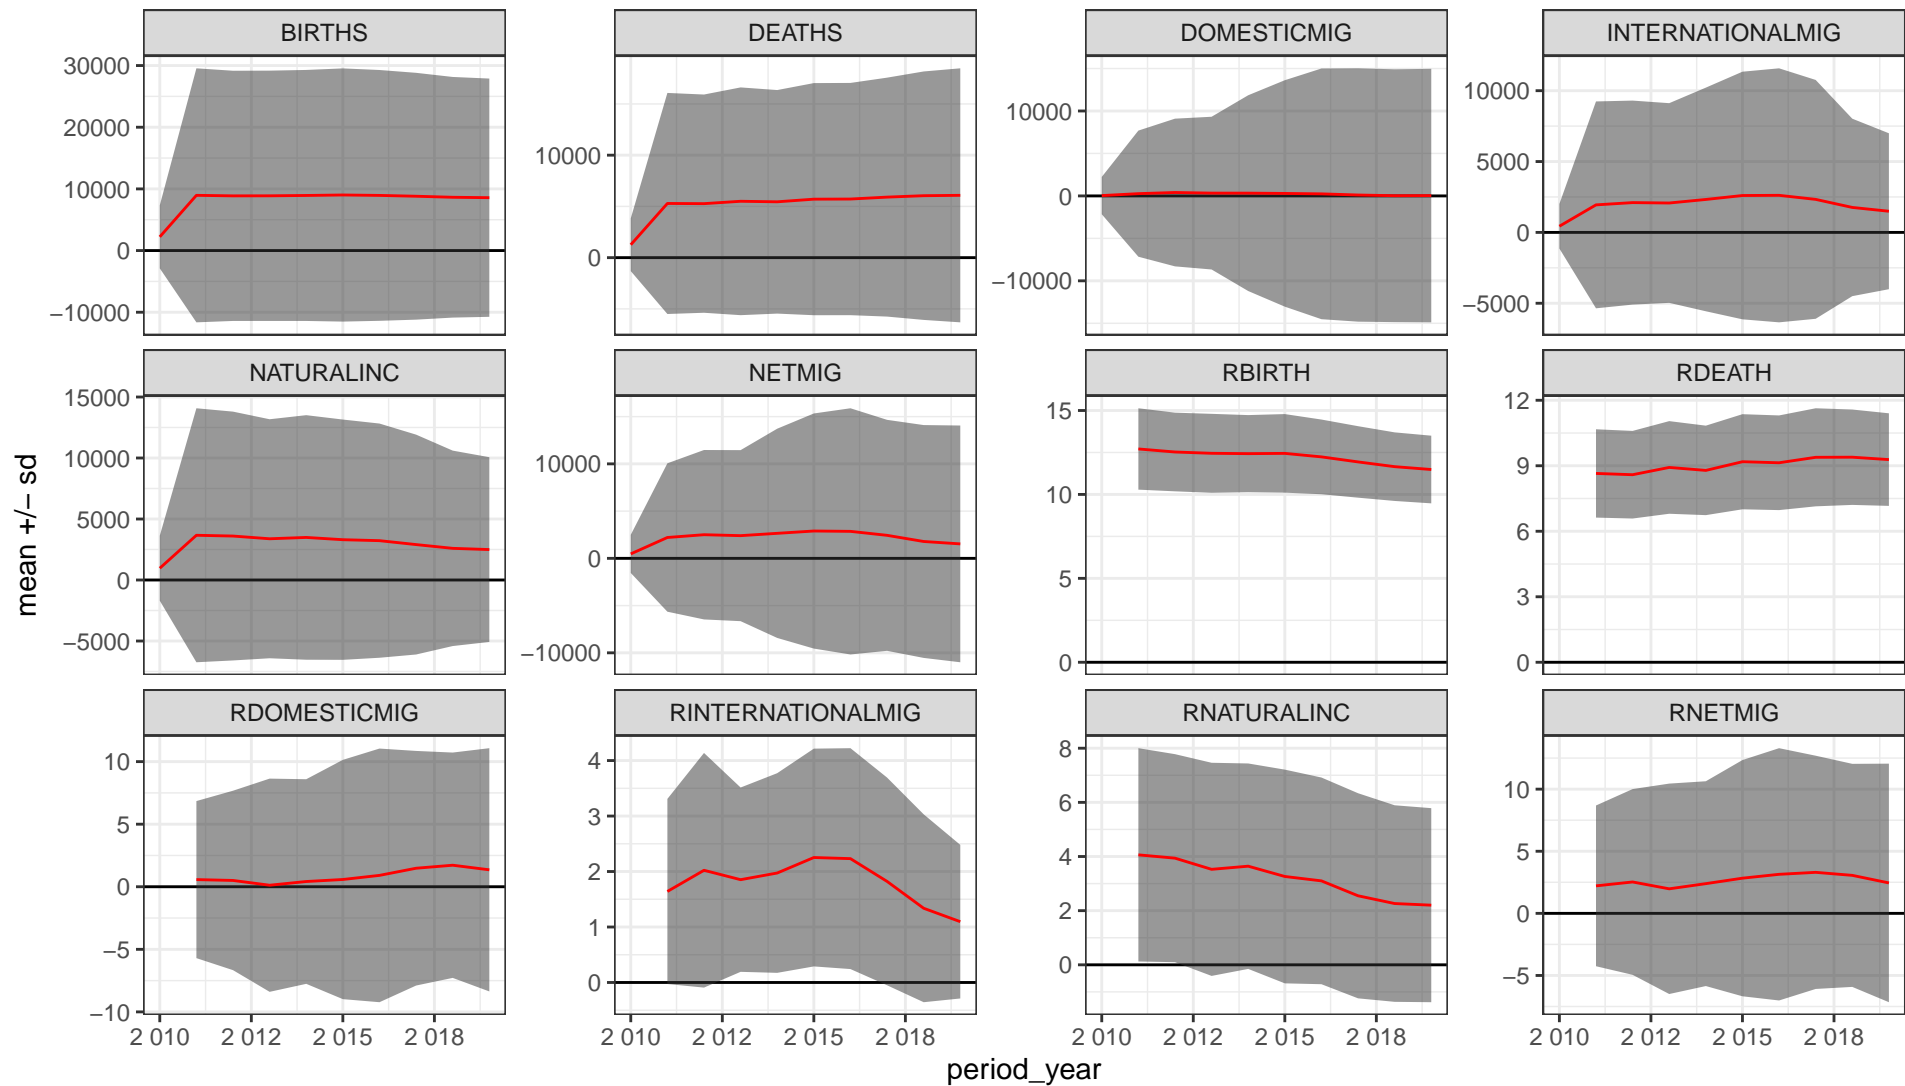 BIRTHS
DEATHS
DOMESTICMIG
INTERNATIONALMIG
30000
20000
10000
0
−10000
10000
0
10000
0
−10000
10000
5000
0
−5000
NATURALINC
NETMIG
RBIRTH
RDEATH
15000
10000
5000
0
−5000
10000
0
−10000
15
10
5
0
12
9
6
3
0
mean +/− sd
RDOMESTICMIG
RINTERNATIONALMIG
RNATURALINC
RNETMIG
10
5
0
−5
−10
4
3
2
1
0
8
6
4
2
0
10
5
0
−5
2 010 2 012 2 015 2 018
2 010 2 012 2 015 2 018
2 010 2 012 2 015 2 018
2 010 2 012 2 015 2 018
period_year